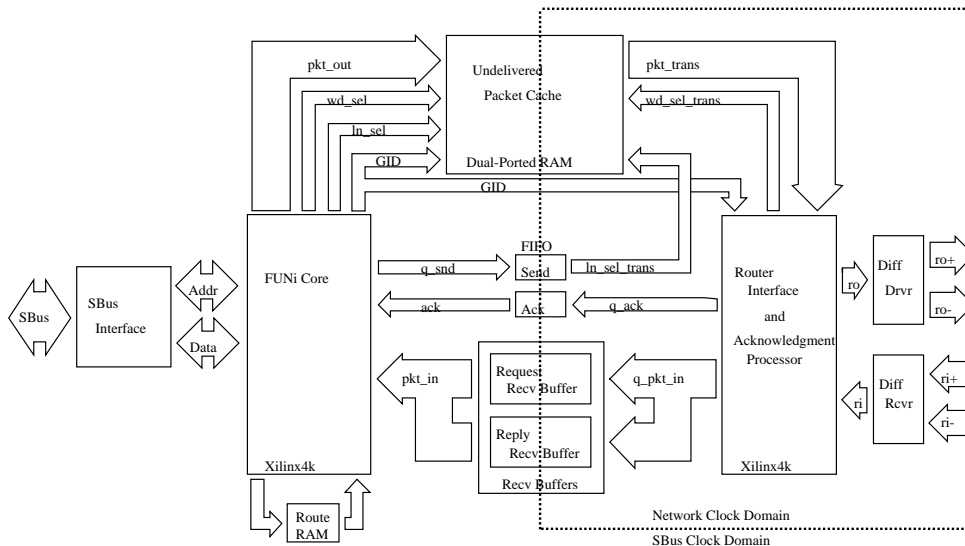 Undelivered
Packet Cache
Dual-Ported RAM
pkt_out
wd_sel
ln_sel
GID
GID
pkt_trans
wd_sel_trans
FUNi Core
Xilinx4k
q_snd
FIFO
Send
ln_sel_trans
ack
Ack
q_ack
SBus
SBus
Interface
Addr
Data
Router
Interface
and
Acknowledgment
Processor
Xilinx4k
ro
Diff
Drvr
ro+
ro-
ri
Diff
Rcvr
ri+
ri-
pkt_in
Request
Recv Buffer
Reply
Recv Buffer
Recv Buffers
q_pkt_in
Route
RAM
Network Clock Domain
SBus Clock Domain